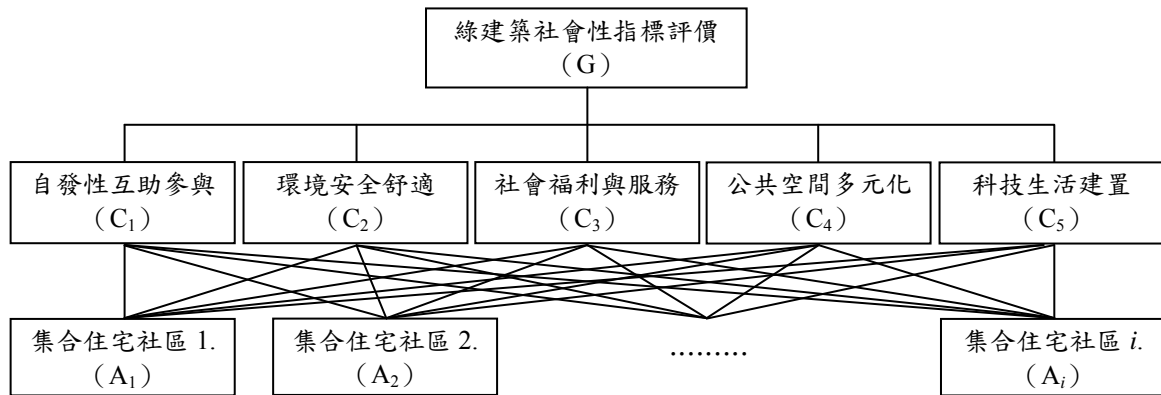 綠建築社會性指標評價
（G）
自發性互助參與
（C₁）
環境安全舒適
（C₂）
社會福利與服務
（C₃）
公共空間多元化
（C₄）
科技生活建置
（C₅）
集合住宅社區 1.
（A₁）
集合住宅社區 2.
（A₂）
.........
集合住宅社區 i.
（Aᵢ）